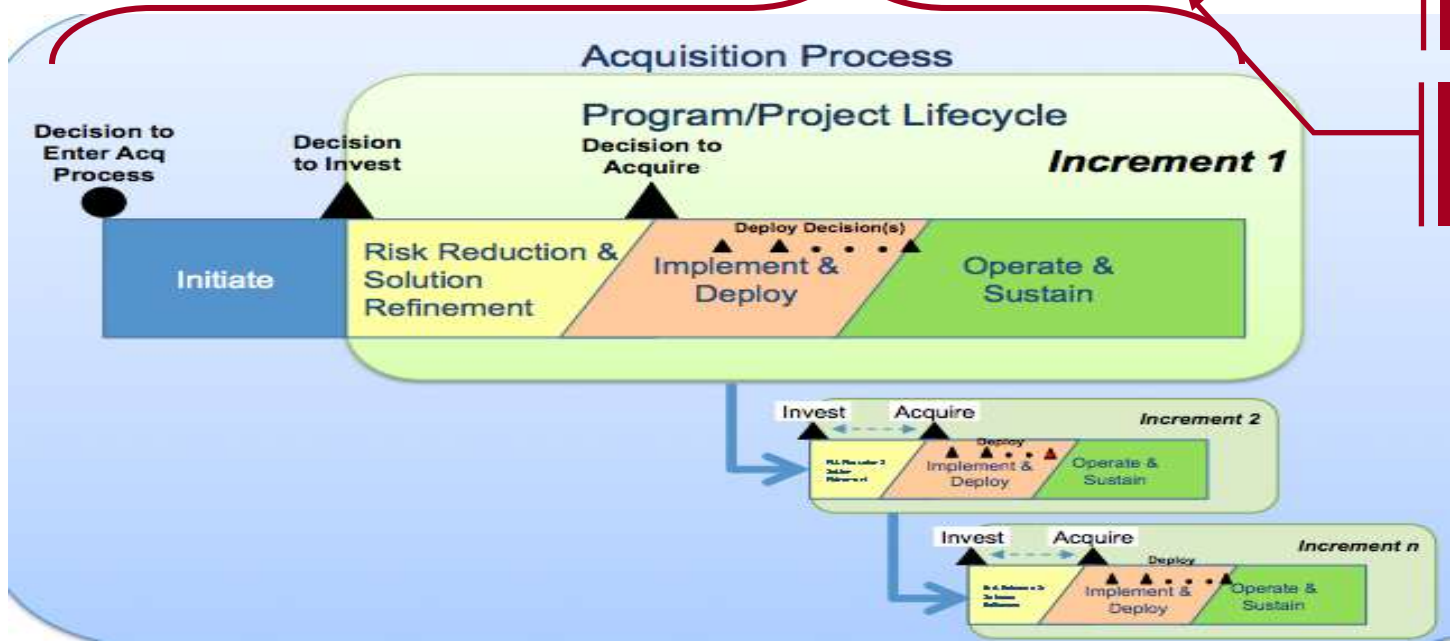 Acquisition Process
Program/Project Lifecycle
Decision to
Enter Acq
Process
Decision
to Invest
Decision to
Acquire
Increment 1
Initiate
Risk Reduction &
Solution
Refinement
Deploy Decision(s)
Implement &
Deploy
Operate &
Sustain
Invest
Acquire
Increment 2
Deploy
Implement &
Deploy
Operate &
Sustain
Invest
Acquire
Increment n
Deploy
Implement &
Deploy
Operate &
Sustain